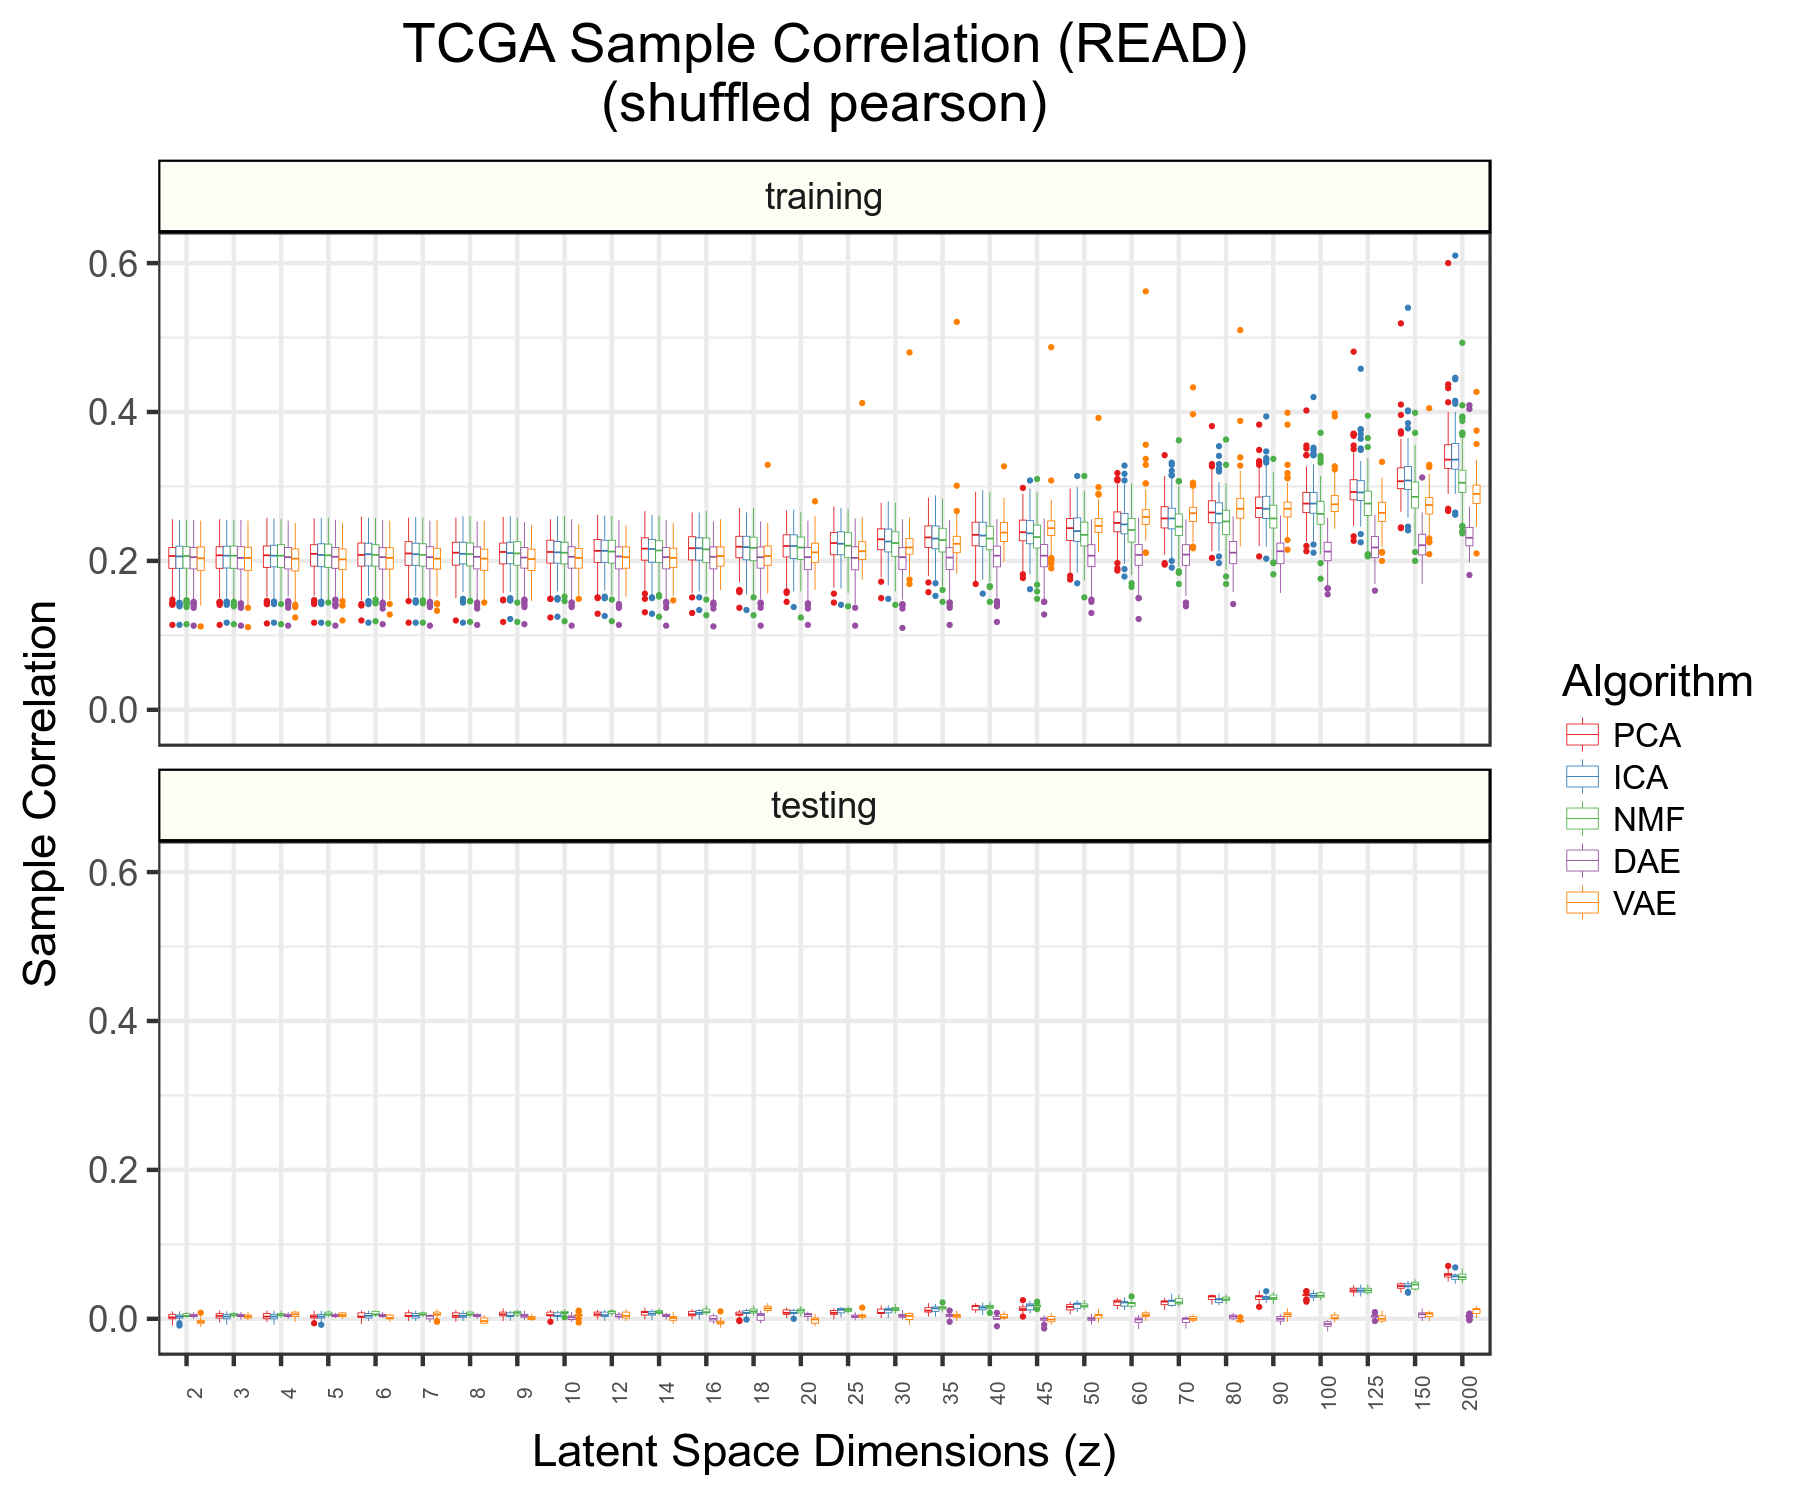 TCGA Sample Correlation (READ)
(shuffled pearson)
training
0.6
0.4
0.2
0.0
testing
0.6
0.4
0.2
0.0
Sample Correlation
2 3 4 5 6 7 8 9 10 12 14 16 18 20 25 30 35 40 45 50 60 70 80 90 100 125 150 200
Latent Space Dimensions (z)
Algorithm
PCA
ICA
NMF
DAE
VAE